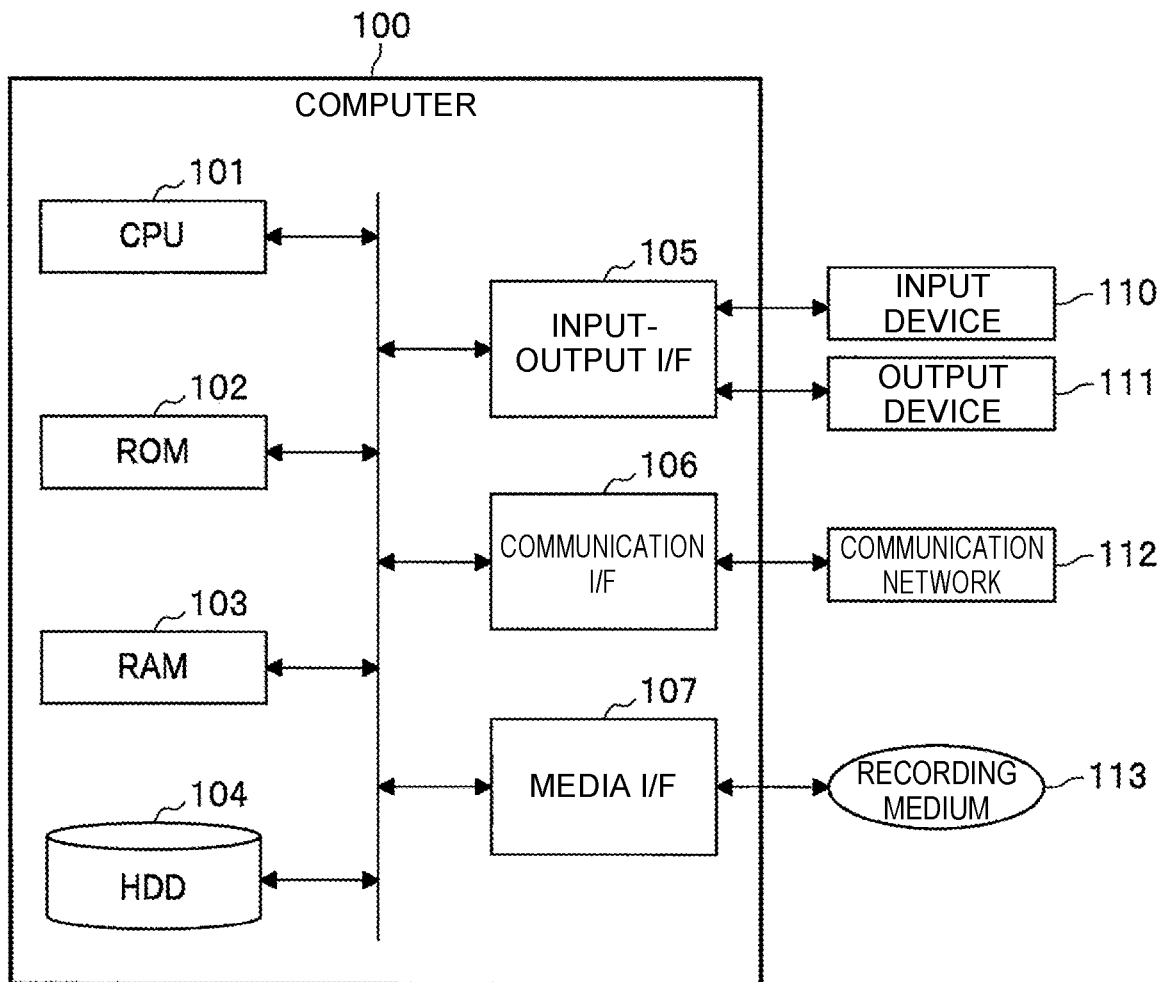 100
COMPUTER
101
CPU
102
ROM
103
RAM
104
HDD
105
INPUT-
OUTPUT I/F
106
COMMUNICATION
I/F
107
MEDIA I/F
INPUT
DEVICE
110
OUTPUT
DEVICE
111
COMMUNICATION
NETWORK
112
RECORDING
MEDIUM
113